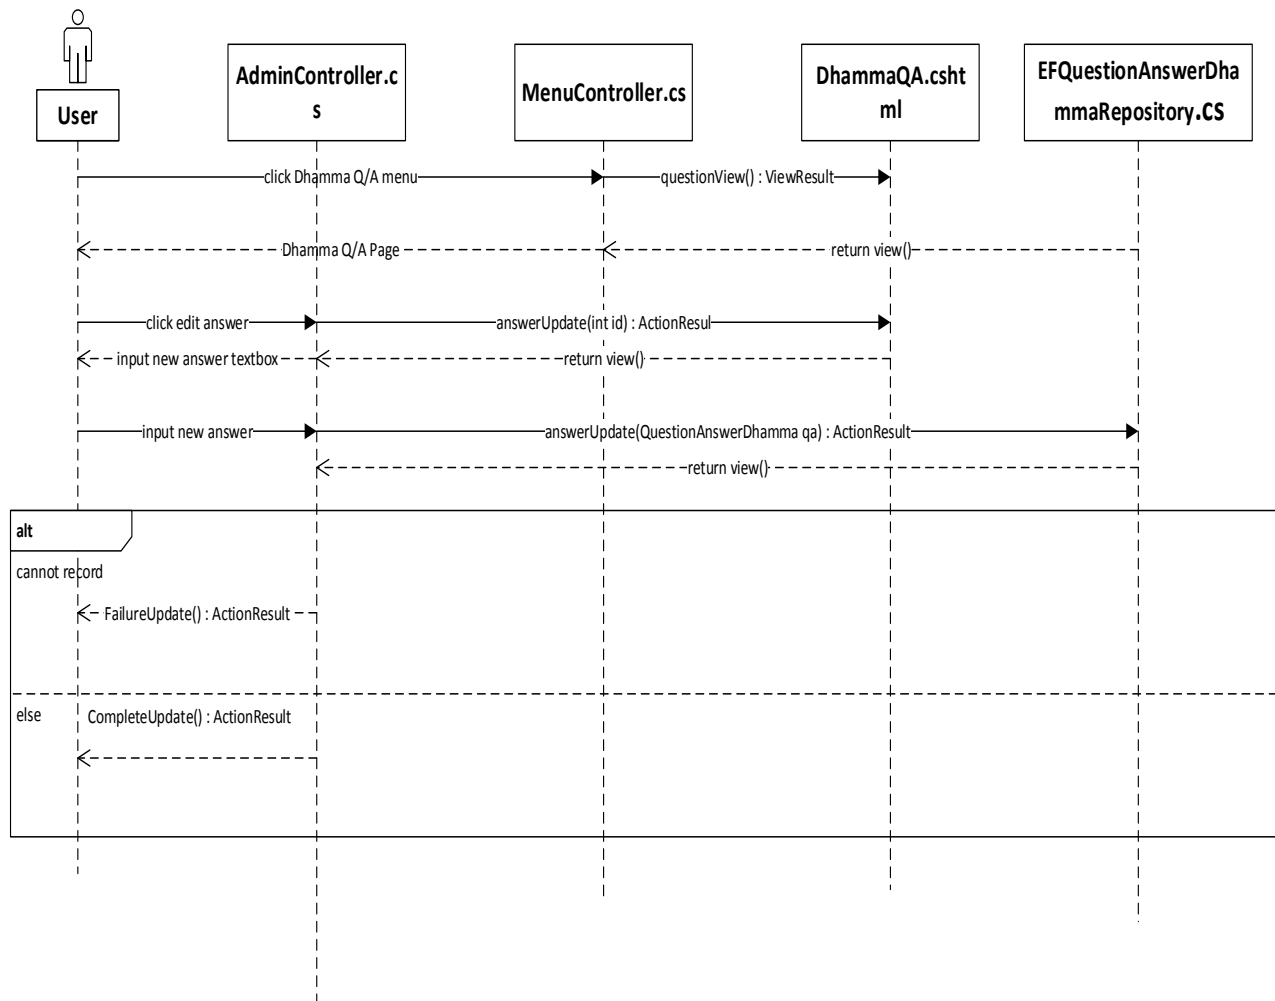 User
AdminController.c
s
MenuController.cs
DhammaQA.csht
ml
EFQuestionAnswerDha
mmaRepository.CS
click Dhamma Q/A menu
questionView() : ViewResult
Dhamma Q/A Page
return view()
click edit answer
answerUpdate(int id) : ActionResul
input new answer textbox
return view()
input new answer
answerUpdate(QuestionAnswerDhamma qa) : ActionResult
return view()
alt
cannot record
FailureUpdate() : ActionResult
else
CompleteUpdate() : ActionResult